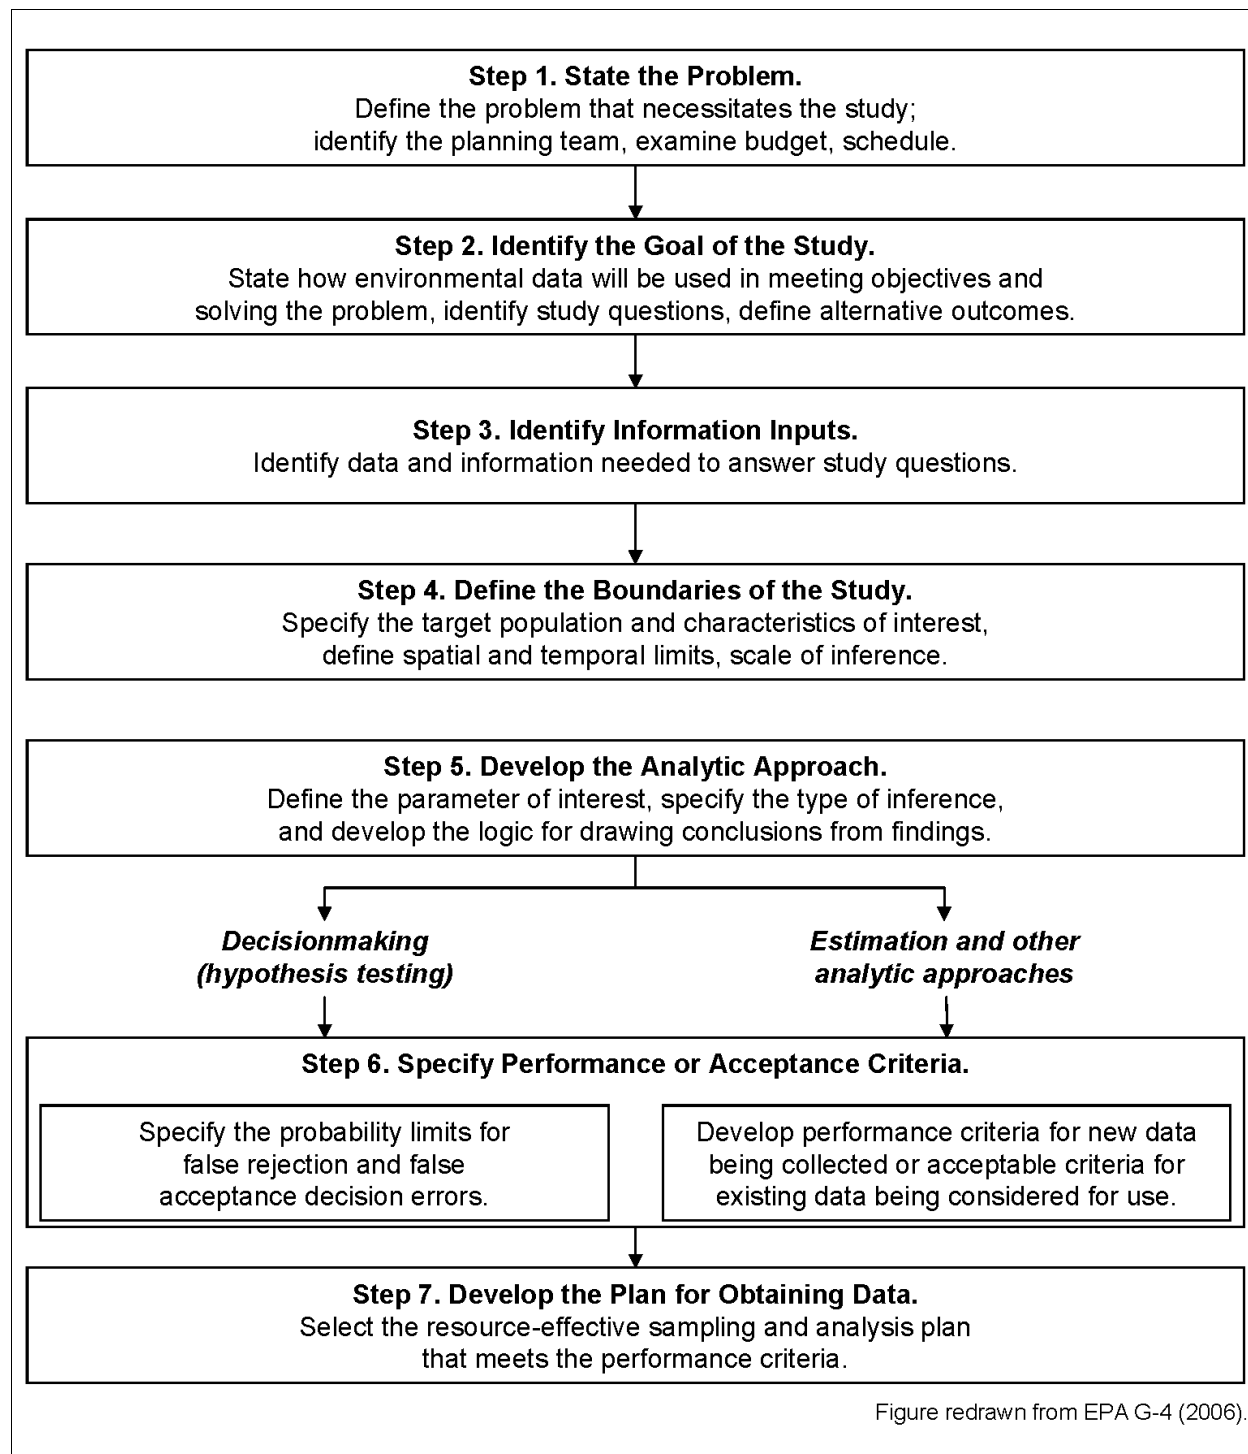 Step 1. State the Problem.
Define the problem that necessitates the study;
identify the planning team, examine budget, schedule.
Step 2. Identify the Goal of the Study.
State how environmental data will be used in meeting objectives and
solving the problem, identify study questions, define alternative outcomes.
Step 3. Identify Information Inputs.
Identify data and information needed to answer study questions.
Step 4. Define the Boundaries of the Study.
Specify the target population and characteristics of interest,
define spatial and temporal limits, scale of inference.
Step 5. Develop the Analytic Approach.
Define the parameter of interest, specify the type of inference,
and develop the logic for drawing conclusions from findings.
Decisionmaking
(hypothesis testing)
Estimation and other
analytic approaches
Step 6. Specify Performance or Acceptance Criteria.
Specify the probability limits for
false rejection and false
acceptance decision errors.
Develop performance criteria for new data
being collected or acceptable criteria for
existing data being considered for use.
Step 7. Develop the Plan for Obtaining Data.
Select the resource-effective sampling and analysis plan
that meets the performance criteria.
Figure redrawn from EPA G-4 (2006).